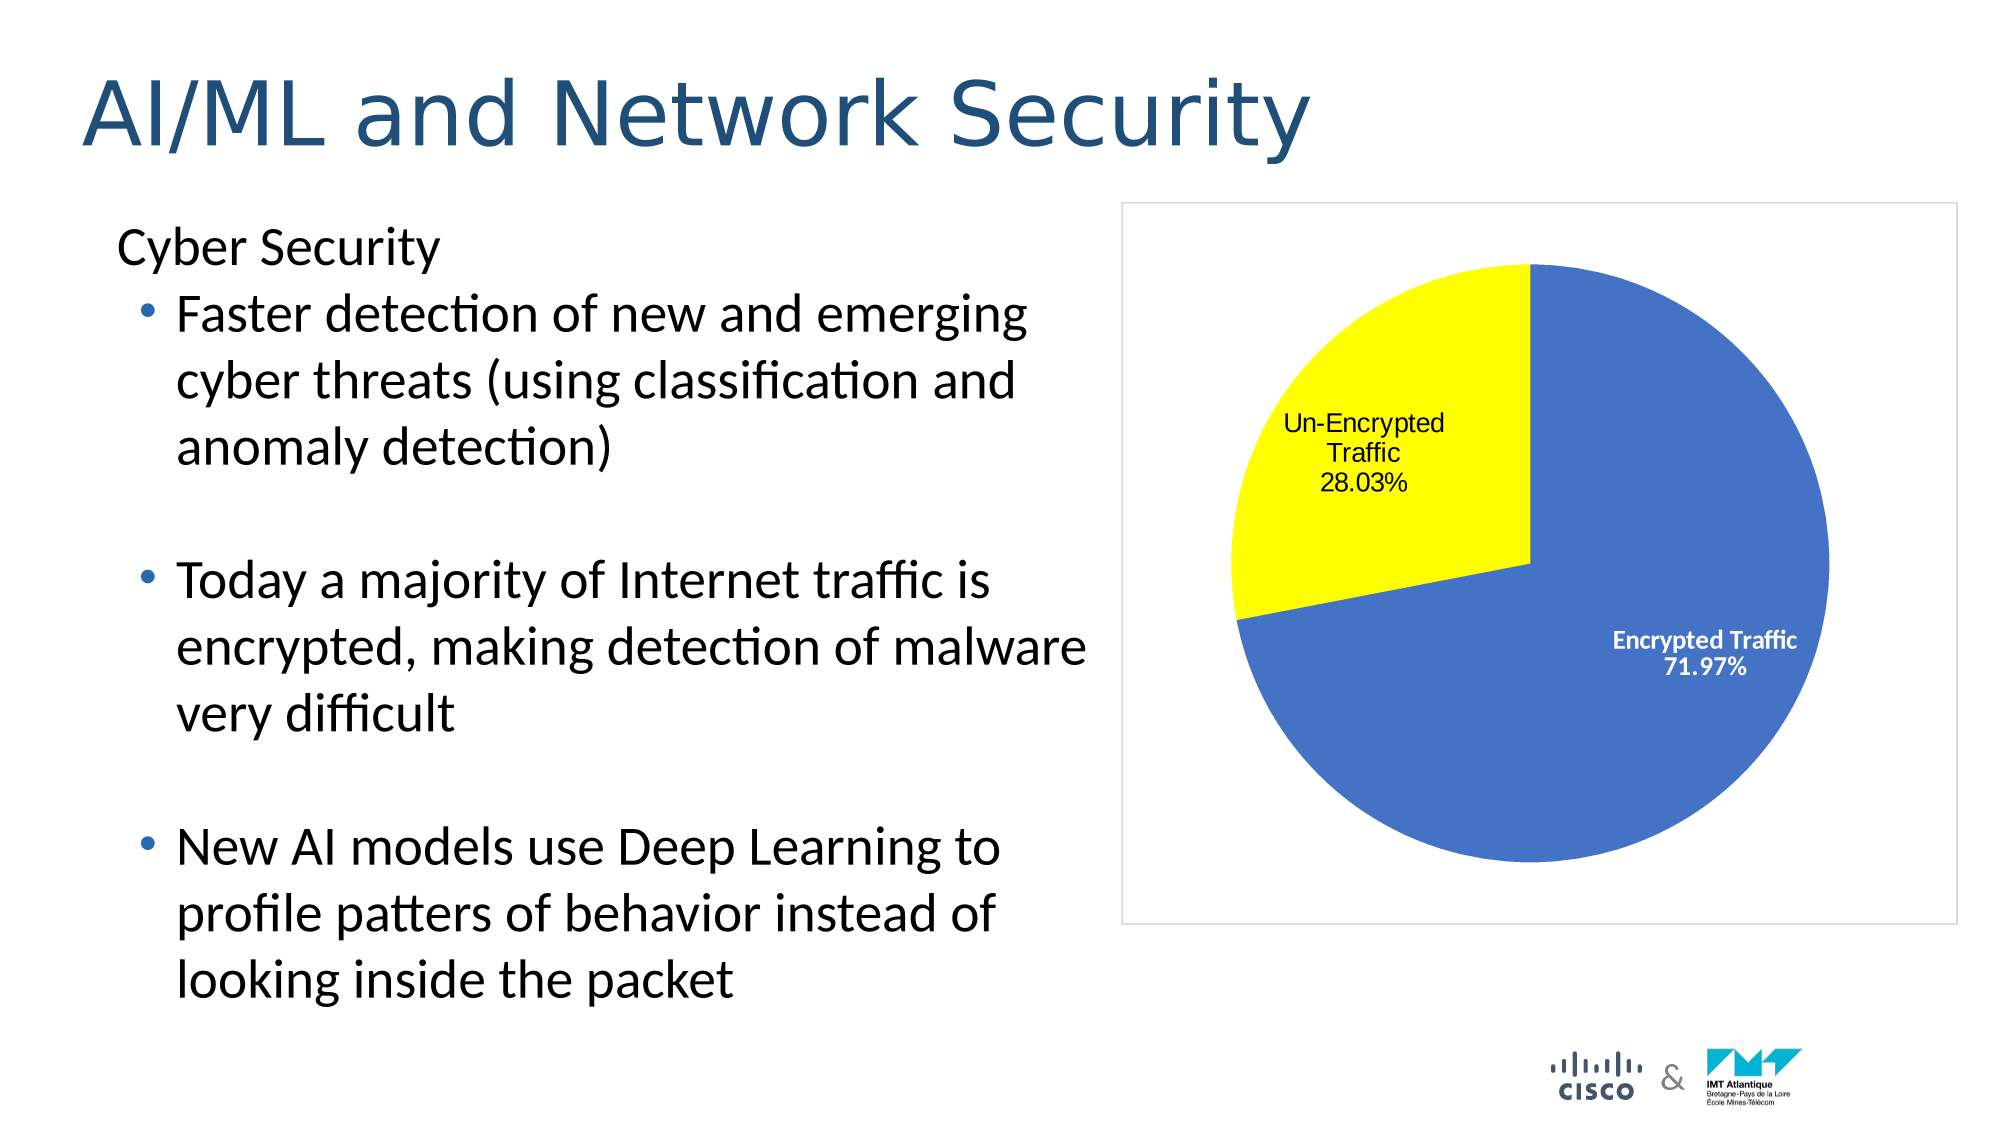 AI/ML and Network Security
Cyber Security
• Faster detection of new and emerging
cyber threats (using classification and
anomaly detection)
• Today a majority of Internet traffic is
encrypted, making detection of malware
very difficult
• New AI models use Deep Learning to
profile patters of behavior instead of
looking inside the packet
Un-Encrypted
Traffic
28.03%
Encrypted Traffic
71.97%
CISCO
&
IMT Atlantique
Bretagne-Pays de la Loire
École Mines-Télécom